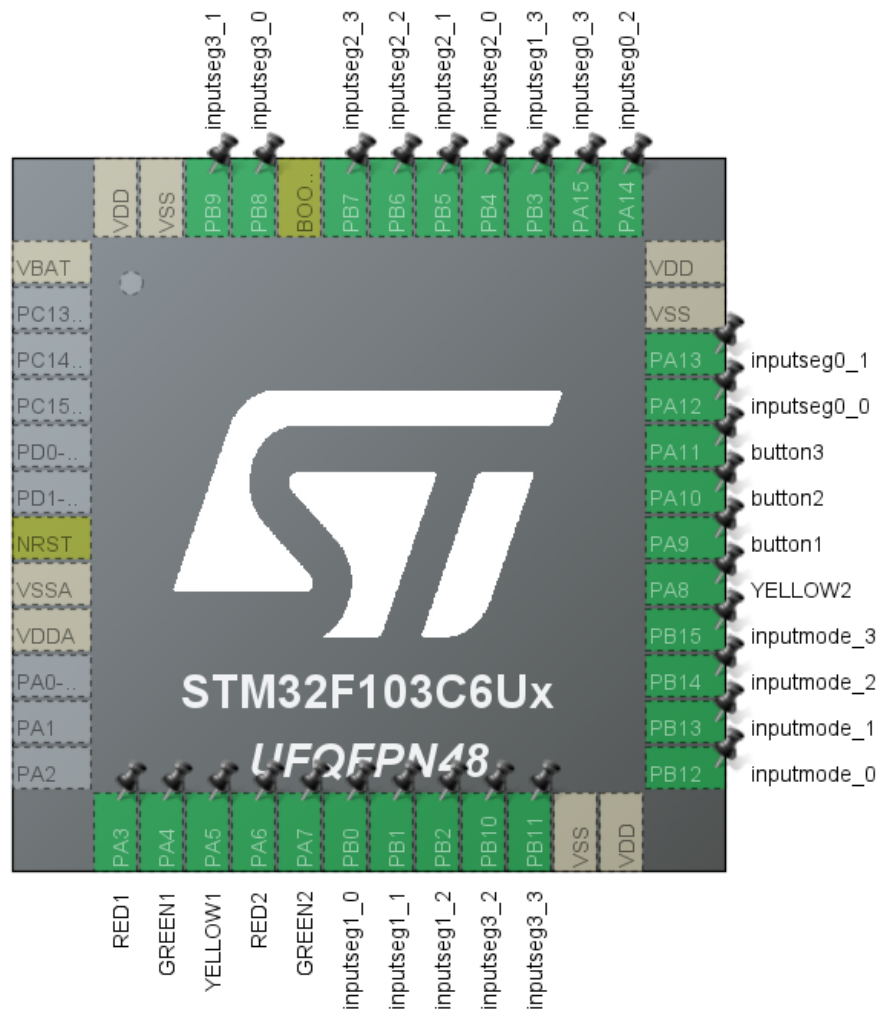 inputseg3_1
inputseg3_0
inputseg2_3
inputseg2_2
inputseg2_1
inputseg2_0
inputseg1_3
inputseg0_3
inputseg0_2
VDD
VSS
PB9
PB8
BOO..
PB7
PB6
PB5
PB4
PB3
PA15
PA14
VBAT
PC13..
PC14..
PC15..
PD0-..
PD1-..
NRST
VSSA
VDDA
PA0-..
PA1
PA2
VDD
VSS
PA13 inputseg0_1
PA12 inputseg0_0
PA11 button3
PA10 button2
PA9 button1
PA8 YELLOW2
PB15 inputmode_3
PB14 inputmode_2
PB13 inputmode_1
PB12 inputmode_0
ST
STM32F103C6Ux
UFQFPN48
PA3
PA4
PA5
PA6
PA7
PB0
PB1
PB2
PB10
PB11
VSS
VDD
RED1
GREEN1
YELLOW1
RED2
GREEN2
inputseg1_0
inputseg1_1
inputseg1_2
inputseg3_2
inputseg3_3